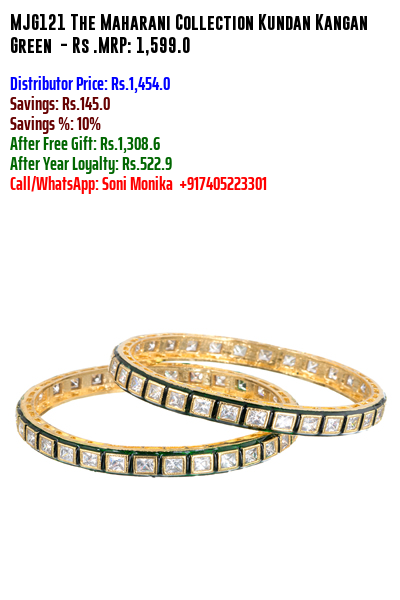 MJG121 The Maharani Collection Kundan Kangan
Green - Rs .MRP: 1,599.0
Distributor Price: Rs.1,454.0
Savings: Rs.145.0
Savings %: 10%
After Free Gift: Rs.1,308.6
After Year Loyalty: Rs.522.9
Call/WhatsApp: Soni Monika +917405223301